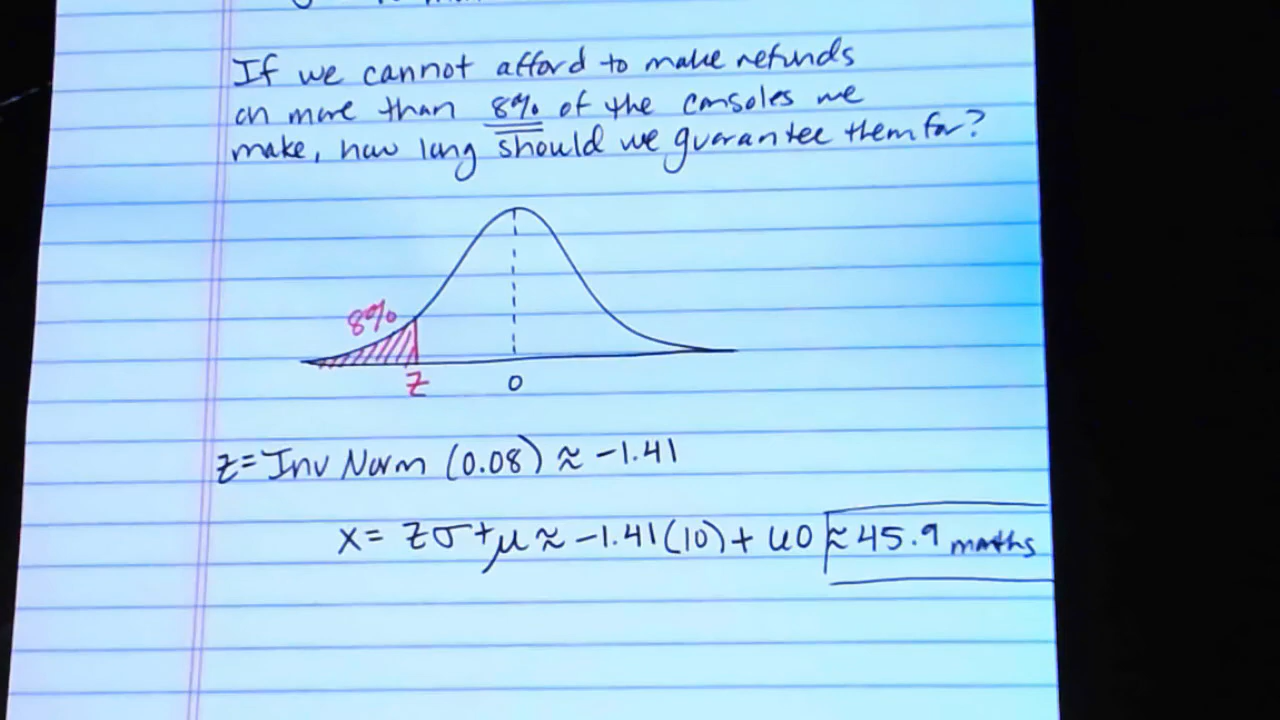 If we cannot afford to make refunds
on more than 8% of the consoles we
make, how long should we guarantee them for?
8%
z
0
z = Inv Norm (0.08) ≈ -1.41
x = zσ + μ ≈ -1.41(10) + 60 ≈ 45.9 months